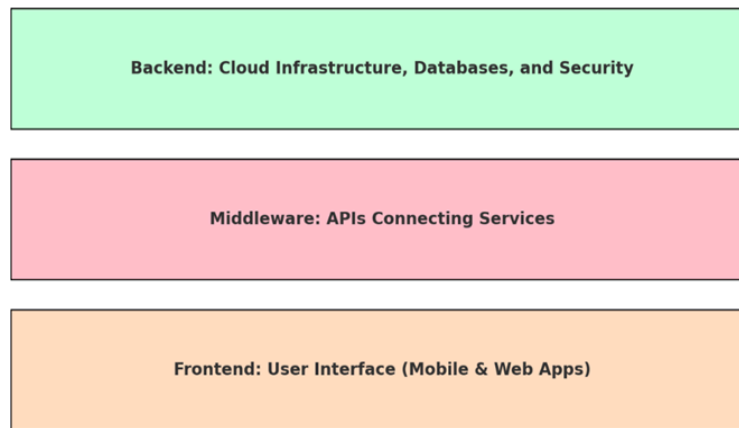 Backend: Cloud Infrastructure, Databases, and Security
Middleware: APIs Connecting Services
Frontend: User Interface (Mobile & Web Apps)